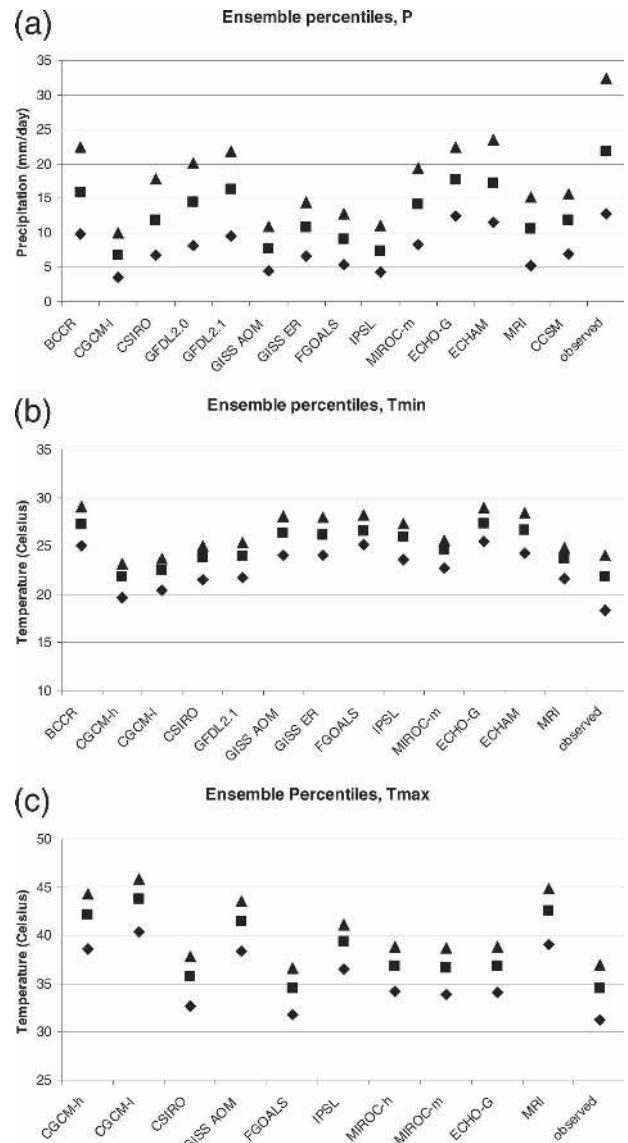 (a)
Ensemble percentiles, P
Precipitation (mm/day)
35
30
25
20
15
10
5
0
BCCR
CGCM-l
CSIRO
GFDL2.0
GFDL2.1
GISS AOM
GISS ER
FGOALS
IPSL
MIROC-m
ECHO-G
ECHAM
MRI
CCSM
observed
(b)
Ensemble percentiles, Tmin
Temperature (Celsius)
35
30
25
20
15
10
BCCR
CGCM-h
CGCM-l
CSIRO
GFDL2.1
GISS AOM
GISS ER
FGOALS
IPSL
MIROC-m
ECHO-G
ECHAM
MRI
observed
(c)
Ensemble Percentiles, Tmax
Temperature (Celsius)
50
45
40
35
30
25
CGCM-h
CGCM-l
CSIRO
GISS AOM
FGOALS
IPSL
MIROC-h
MIROC-m
ECHO-G
MRI
observed